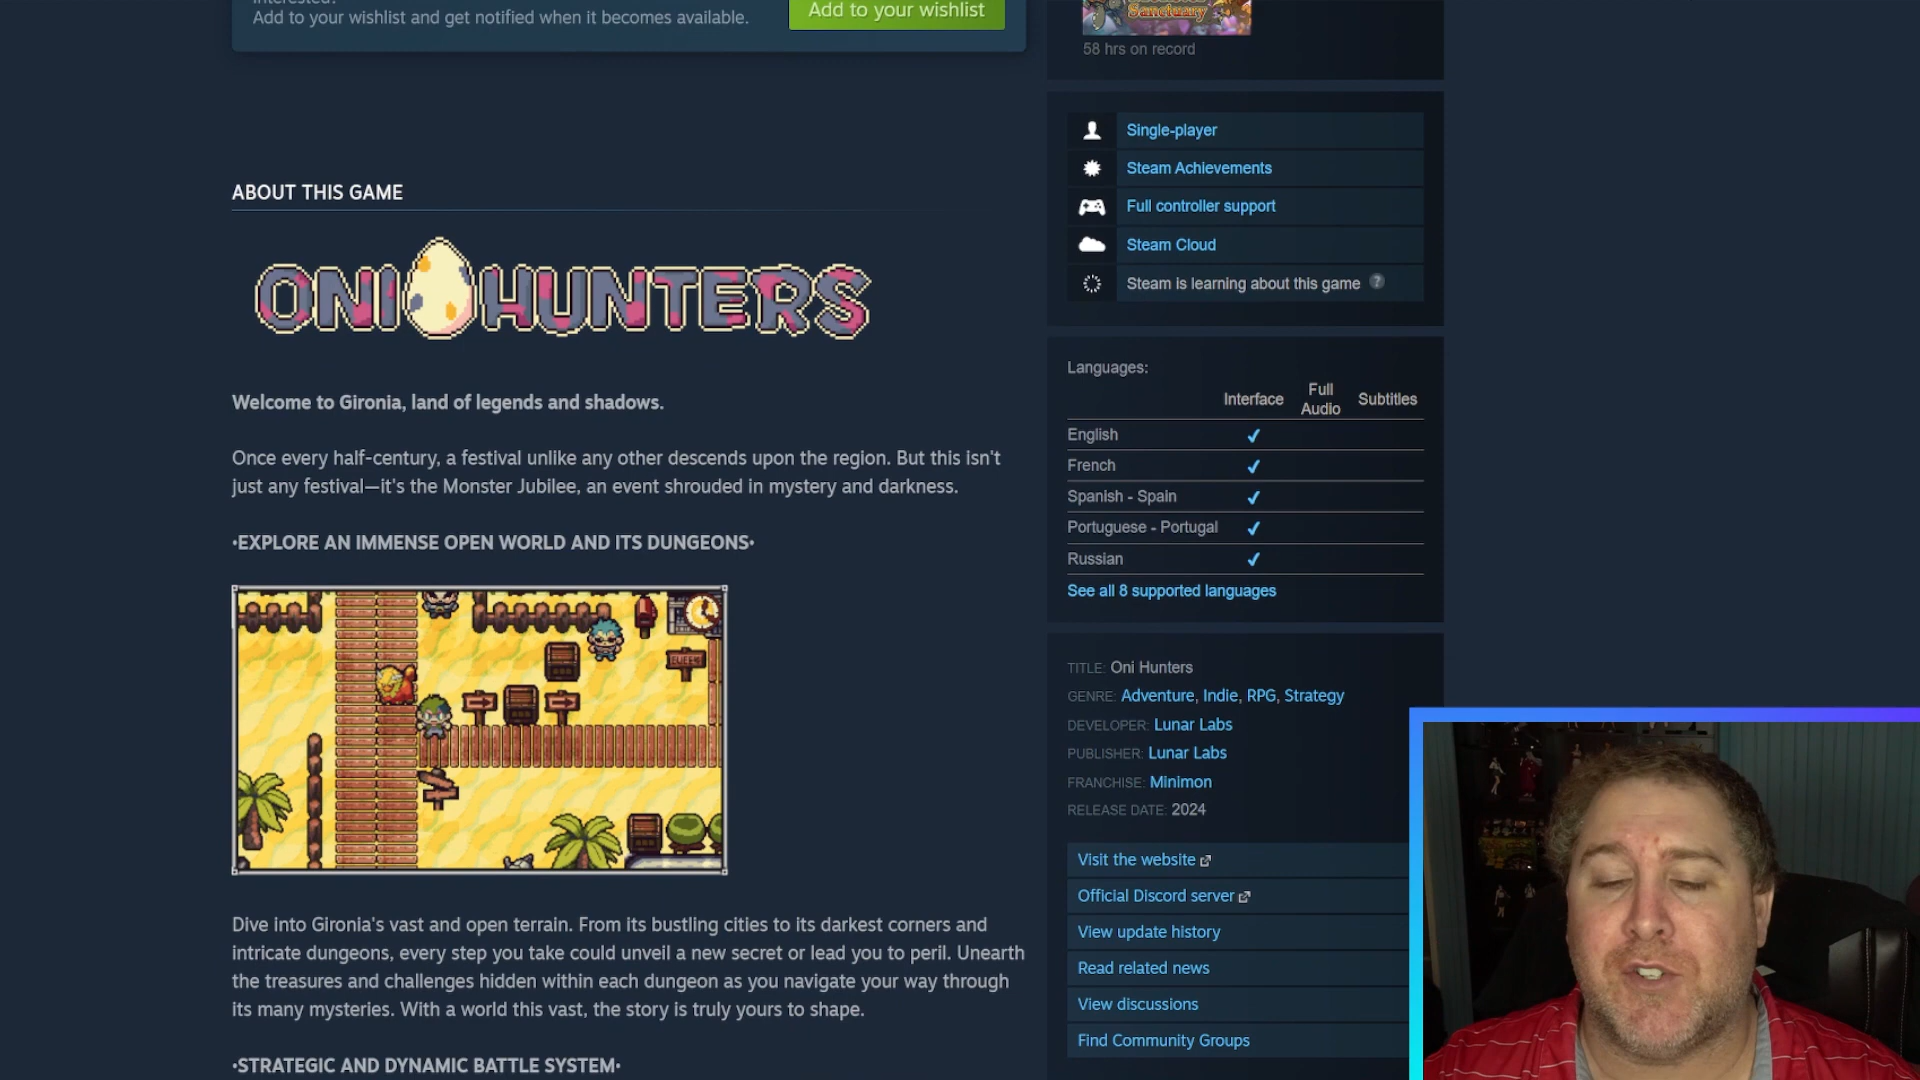 Interested?
Add to your wishlist and get notified when it becomes available.
Add to your wishlist
ABOUT THIS GAME
ONI HUNTERS
Welcome to Gironia, land of legends and shadows.
Once every half-century, a festival unlike any other descends upon the region. But this isn't
just any festival—it's the Monster Jubilee, an event shrouded in mystery and darkness.
•EXPLORE AN IMMENSE OPEN WORLD AND ITS DUNGEONS•
Dive into Gironia's vast and open terrain. From its bustling cities to its darkest corners and
intricate dungeons, every step you take could unveil a new secret or lead you to peril. Unearth
the treasures and challenges hidden within each dungeon as you navigate your way through
its many mysteries. With a world this vast, the story is truly yours to shape.
•STRATEGIC AND DYNAMIC BATTLE SYSTEM•
Sanctuary
58 hrs on record
Single-player
Steam Achievements
Full controller support
Steam Cloud
Steam is learning about this game ?
Languages:
Interface Full Audio Subtitles
English ✔
French ✔
Spanish - Spain ✔
Portuguese - Portugal ✔
Russian ✔
See all 8 supported languages
TITLE: Oni Hunters
GENRE: Adventure, Indie, RPG, Strategy
DEVELOPER: Lunar Labs
PUBLISHER: Lunar Labs
FRANCHISE: Minimon
RELEASE DATE: 2024
Visit the website
Official Discord server
View update history
Read related news
View discussions
Find Community Groups